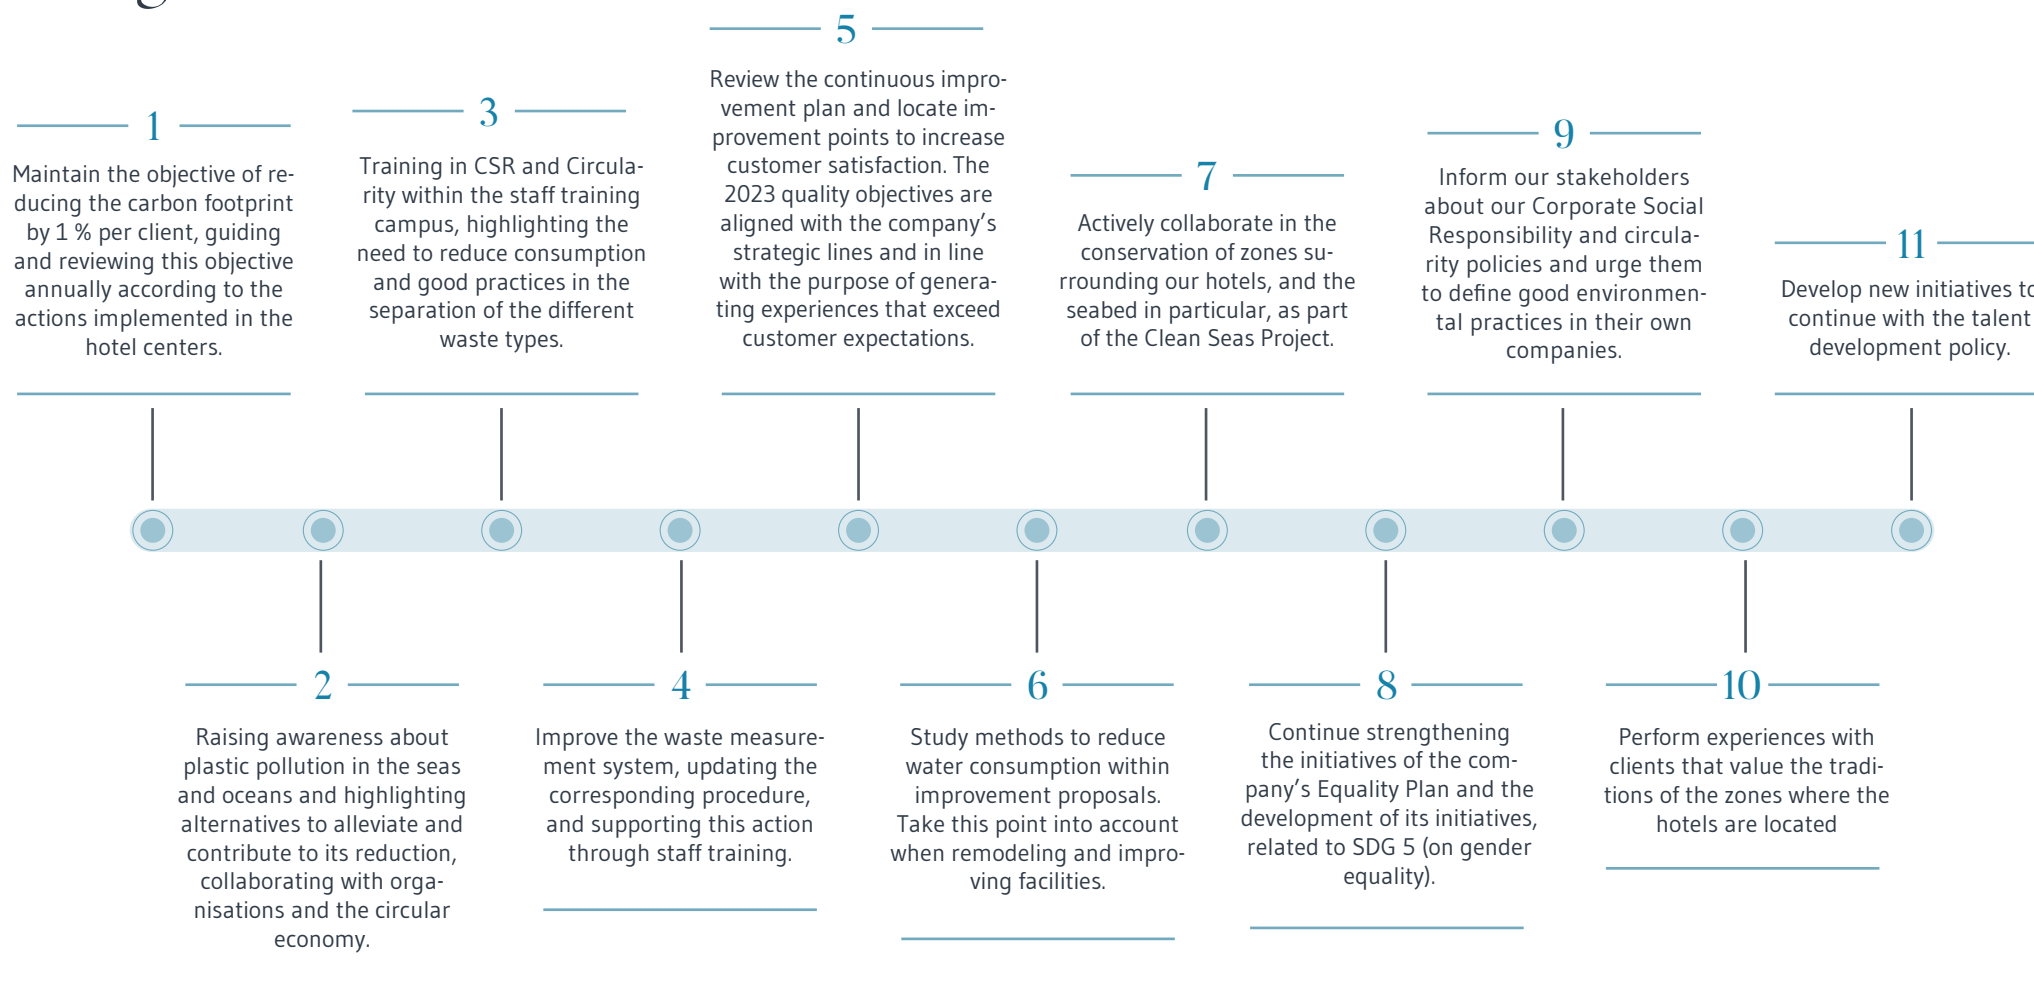 1
Maintain the objective of re-
ducing the carbon footprint
by 1 % per client, guiding
and reviewing this objective
annually according to the
actions implemented in the
hotel centers.
2
Raising awareness about
plastic pollution in the seas
and oceans and highlighting
alternatives to alleviate and
contribute to its reduction,
collaborating with orga-
nisations and the circular
economy.
3
Training in CSR and Circula-
rity within the staff training
campus, highlighting the
need to reduce consumption
and good practices in the
separation of the different
waste types.
4
Improve the waste measure-
ment system, updating the
corresponding procedure,
and supporting this action
through staff training.
5
Review the continuous impro-
vement plan and locate im-
provement points to increase
customer satisfaction. The
2023 quality objectives are
aligned with the company’s
strategic lines and in line
with the purpose of genera-
ting experiences that exceed
customer expectations.
6
Study methods to reduce
water consumption within
improvement proposals.
Take this point into account
when remodeling and impro-
ving facilities.
7
Actively collaborate in the
conservation of zones su-
rrounding our hotels, and the
seabed in particular, as part
of the Clean Seas Project.
8
Continue strengthening
the initiatives of the com-
pany’s Equality Plan and the
development of its initiatives,
related to SDG 5 (on gender
equality).
9
Inform our stakeholders
about our Corporate Social
Responsibility and circula-
rity policies and urge them
to define good environmen-
tal practices in their own
companies.
10
Perform experiences with
clients that value the tradi-
tions of the zones where the
hotels are located
11
Develop new initiatives to
continue with the talent
development policy.